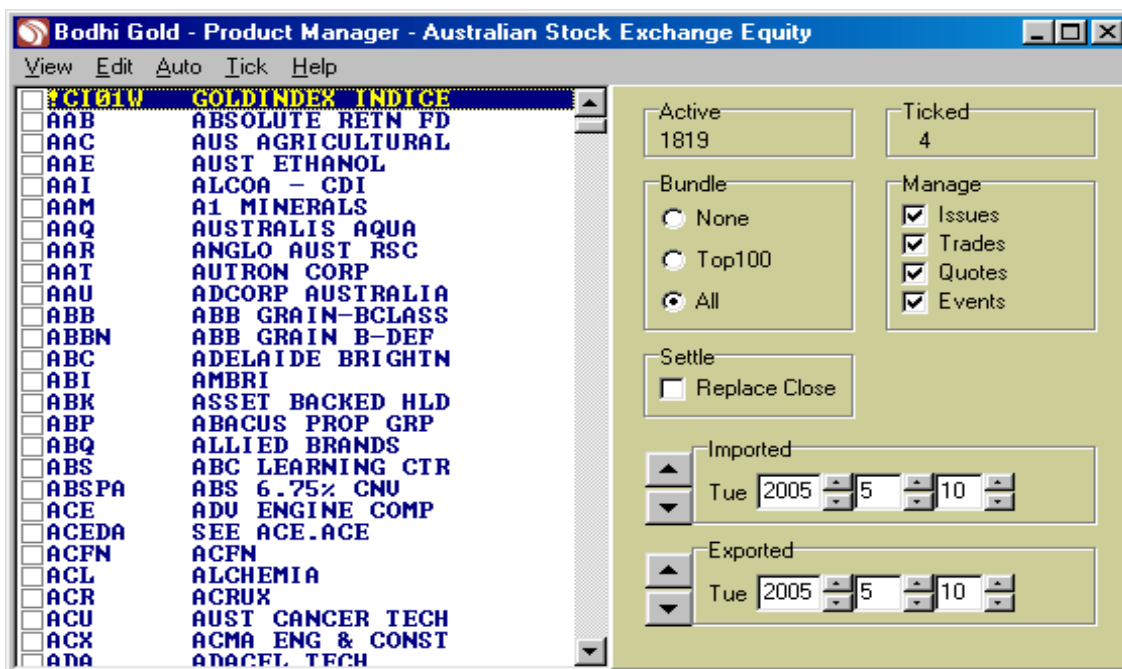 Bodhi Gold - Product Manager - Australian Stock Exchange Equity
View Edit Auto Tick Help
!CI01W GOLDINDEX INDICE
AAB ABSOLUTE RETN FD
AAC AUS AGRICULTURAL
AAE AUST ETHANOL
AAI ALCOA - CDI
AAM A1 MINERALS
AAQ AUSTRALIS AQUA
AAR ANGLO AUST RSC
AAT AUTRON CORP
AAU ADCORP AUSTRALIA
ABB ABB GRAIN-BCLASS
ABBN ABB GRAIN B-DEF
ABC ADELAIDE BRIGHTN
ABI AMBRI
ABK ASSET BACKED HLD
ABP ABACUS PROP GRP
ABQ ALLIED BRANDS
ABS ABC LEARNING CTR
ABSPA ABS 6.75% CNV
ACE ADV ENGINE COMP
ACEDA SEE ACE.ACE
ACFN ACFN
ACL ALCHEMIA
ACR ACRUX
ACU AUST CANCER TECH
ACX ACMA ENG & CONST
ADA ADACEL TECH
Active
1819
Ticked
4
Bundle
None
Top100
All
Manage
Issues
Trades
Quotes
Events
Settle
Replace Close
Imported
Tue 2005 5 10
Exported
Tue 2005 5 10